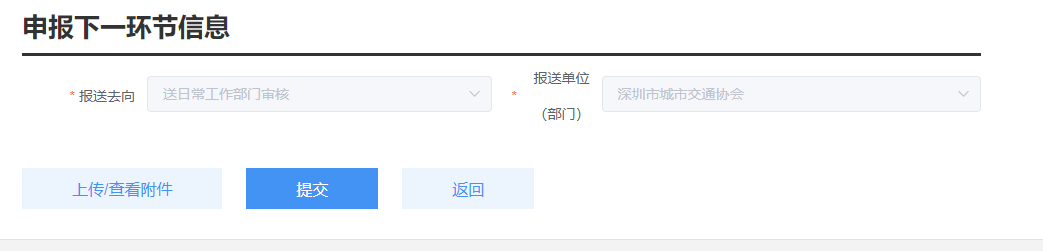 申报下一环节信息
* 报送去向 送日常工作部门审核 * 报送单位（部门） 深圳市城市交通协会
上传/查看附件 提交 返回